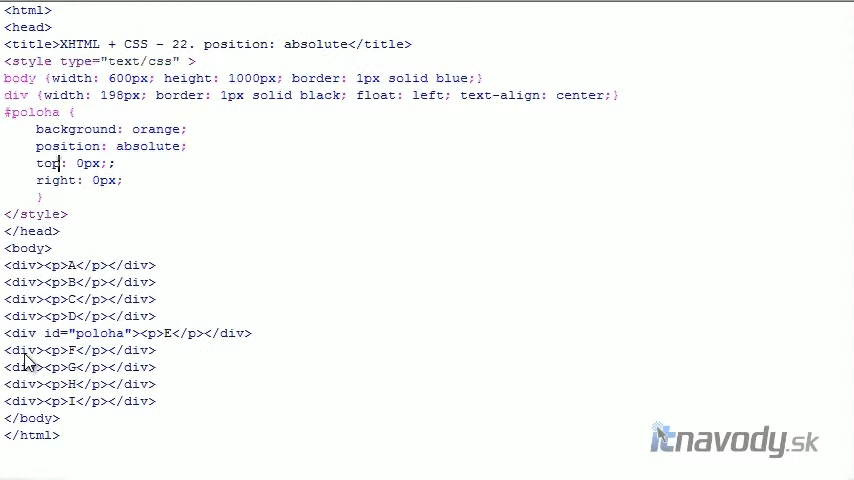 <html>
<head>
<title>XHTML + CSS - 22. position: absolute</title>
<style type="text/css" >
body {width: 600px; height: 1000px; border: 1px solid blue;}
div {width: 198px; border: 1px solid black; float: left; text-align: center;}
#poloha {
    background: orange;
    position: absolute;
    top: 0px;;
    right: 0px;
    }
</style>
</head>
<body>
<div><p>A</p></div>
<div><p>B</p></div>
<div><p>C</p></div>
<div><p>D</p></div>
<div id="poloha"><p>E</p></div>
<div><p>F</p></div>
<div><p>G</p></div>
<div><p>H</p></div>
<div><p>I</p></div>
</body>
</html>
itnavody.sk